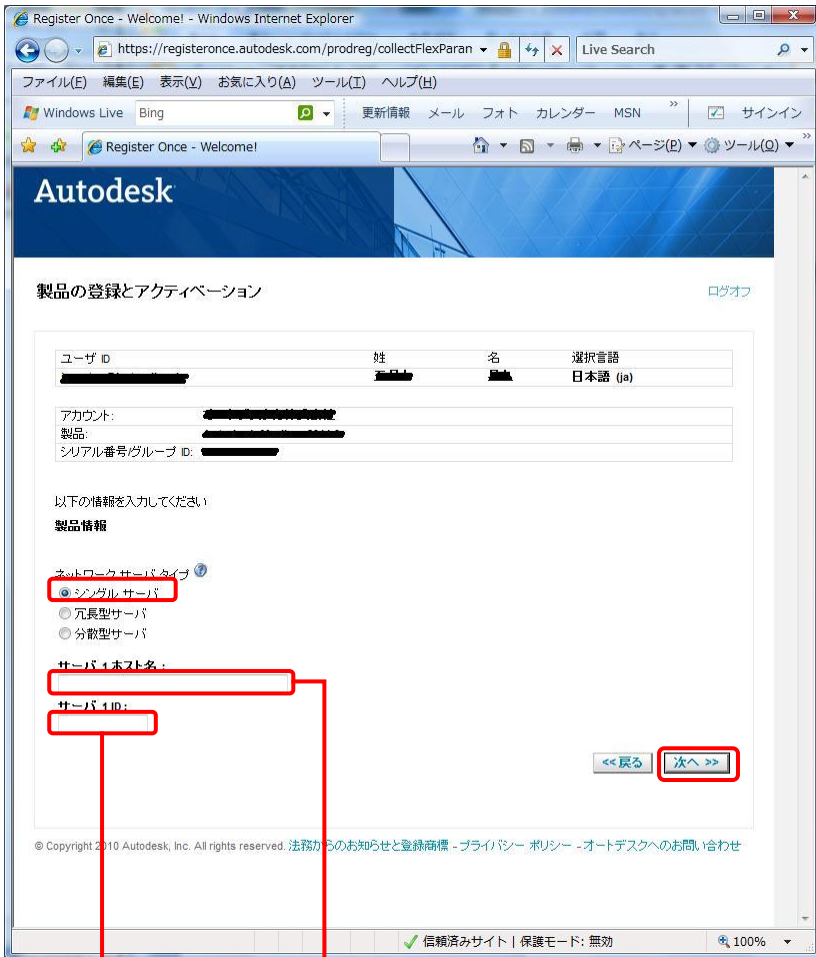 Register Once - Welcome! - Windows Internet Explorer
https://registeronce.autodesk.com/prodreg/collectFlexParan
Live Search
ファイル(F) 編集(E) 表示(V) お気に入り(A) ツール(T) ヘルプ(H)
Windows Live Bing 更新情報 メール フォト カレンダー MSN » サインイン
Register Once - Welcome! ページ(P) ツール(O) »
Autodesk
製品の登録とアクティベーション ログオフ
ユーザ ID 姓 名 選択言語
日本語 (ja)
アカウント:
製品:
シリアル番号/グループ ID:
以下の情報を入力してください
製品情報
ネットワーク サーバ タイプ
シングル サーバ
冗長型サーバ
分散型サーバ
サーバ 1 ホスト名 :
サーバ 1 ID:
<< 戻る 次へ >>
© Copyright 2010 Autodesk, Inc. All rights reserved. 法務からのお知らせと登録商標 - プライバシー ポリシー - オートデスクへのお問い合わせ
信頼済みサイト | 保護モード: 無効 100%